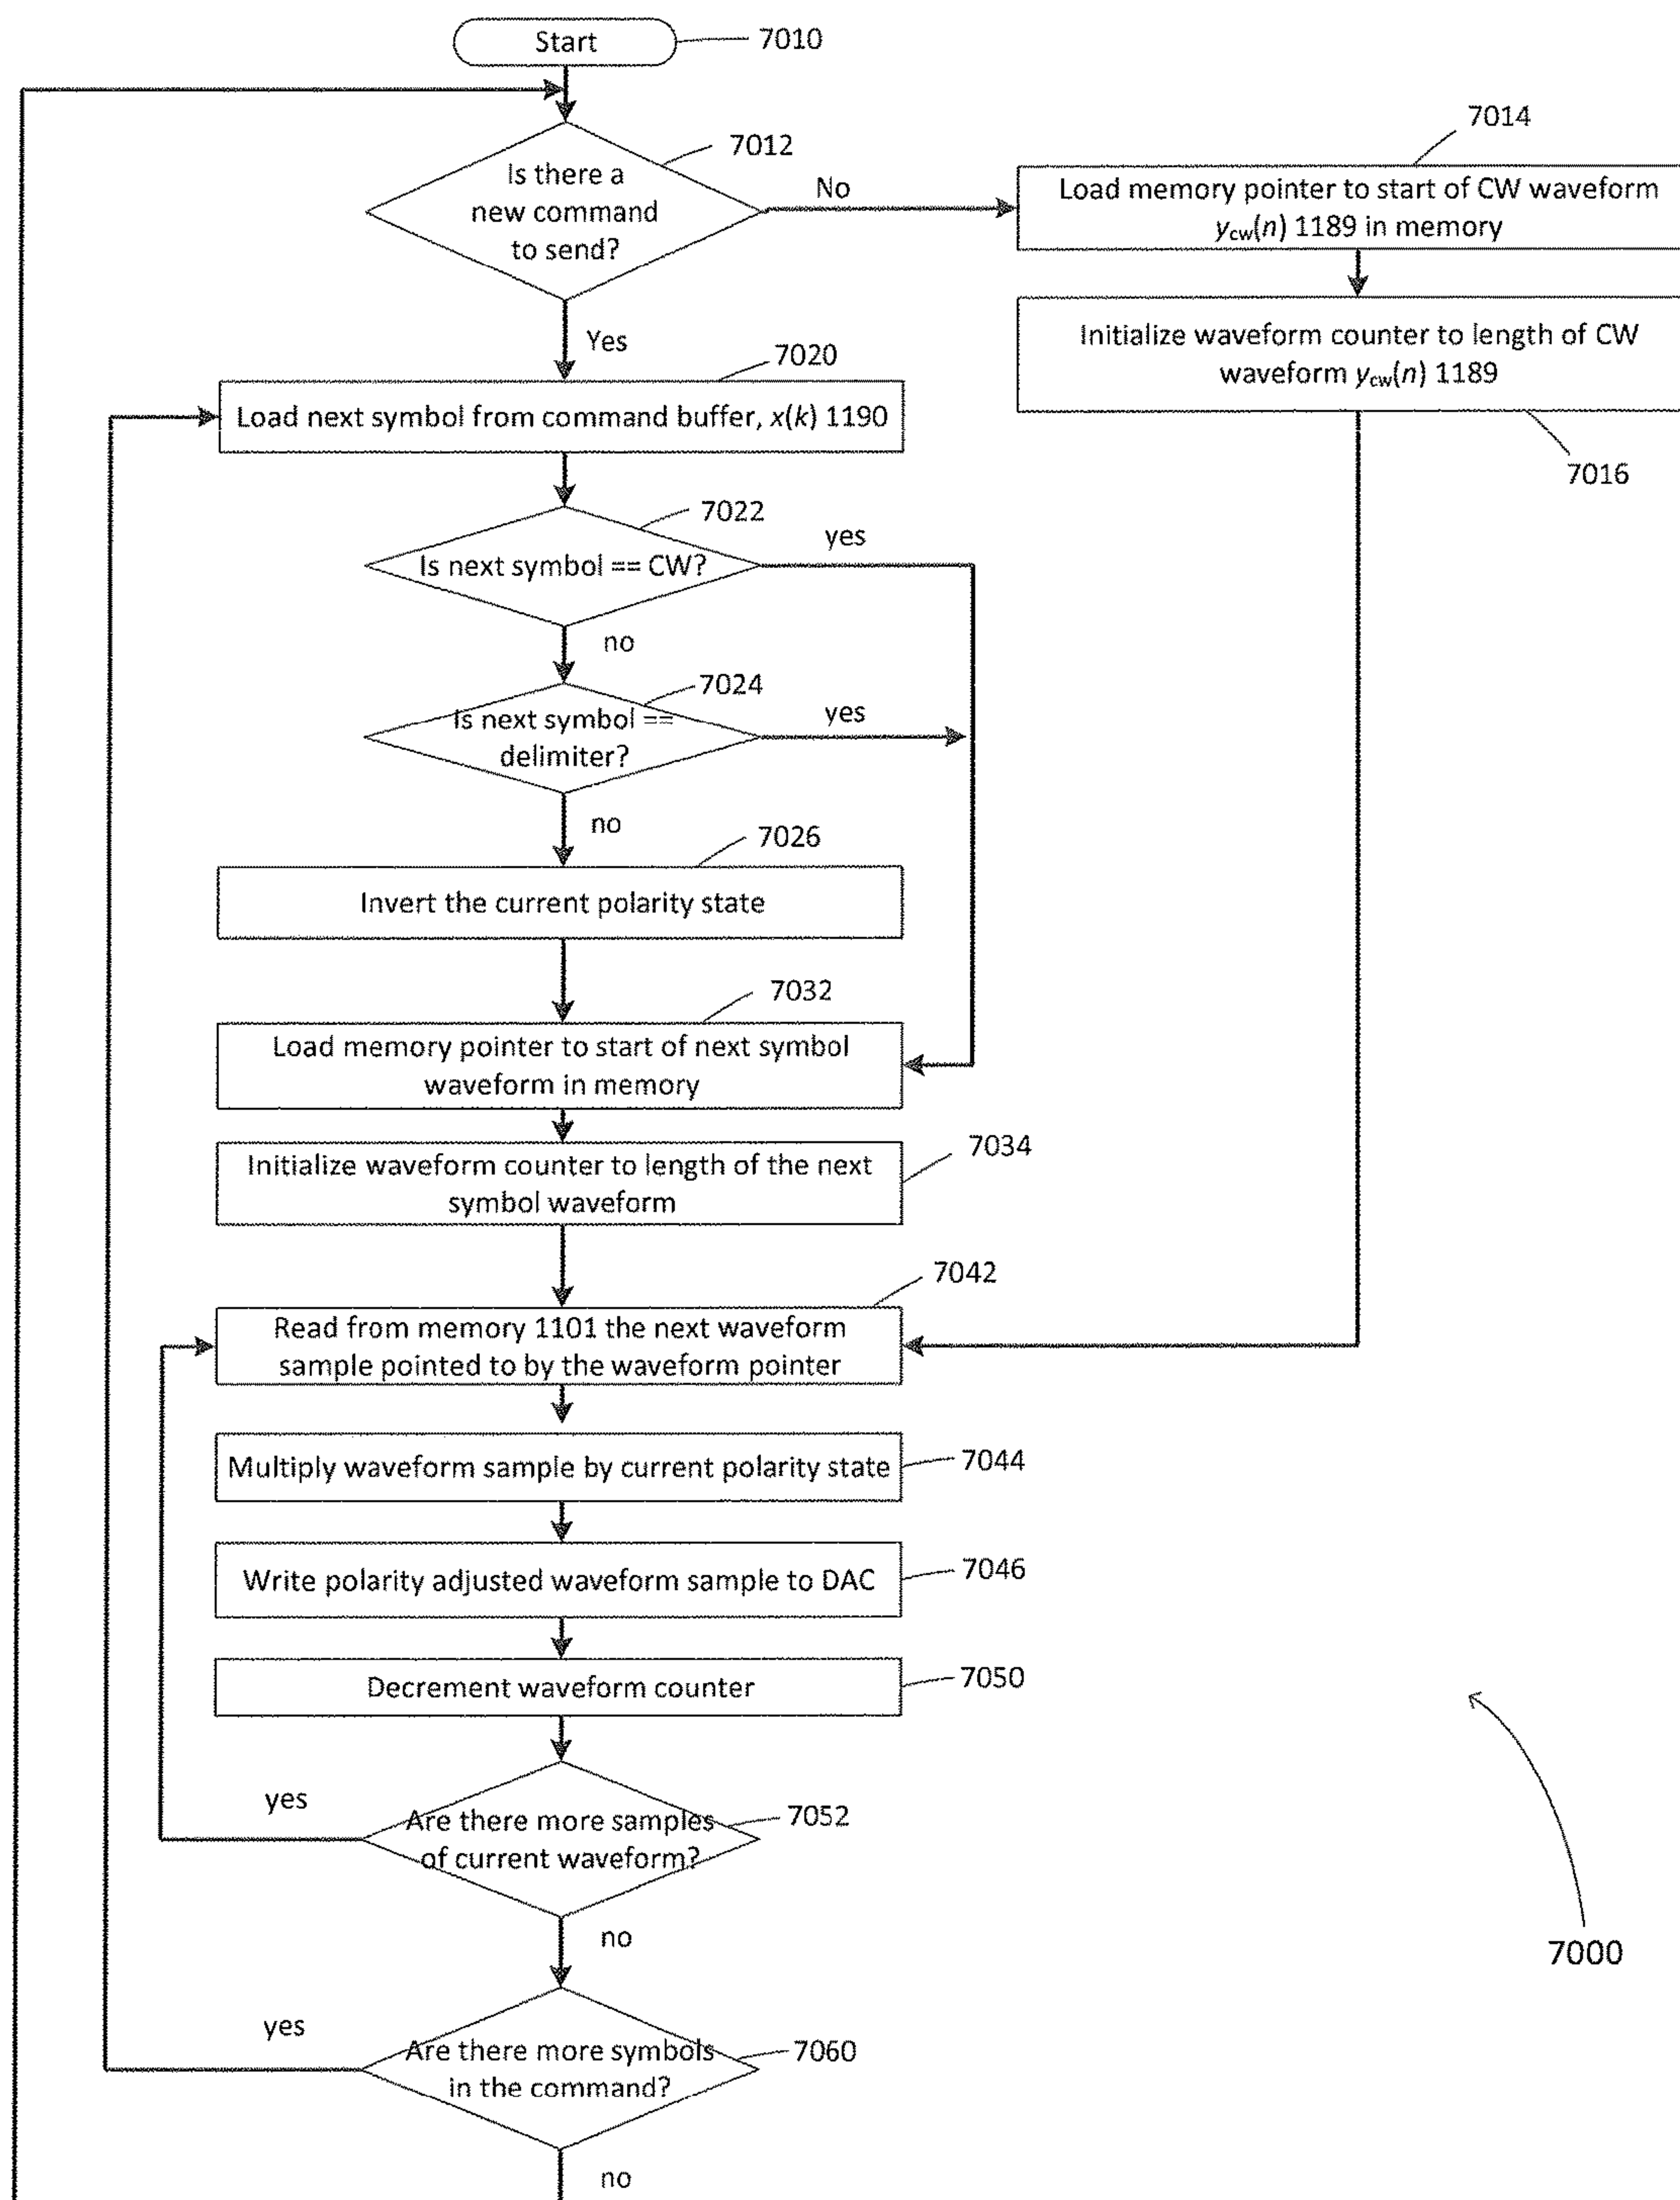 Start
7010
7012
Is there a
new command
to send?
No
7014
Load memory pointer to start of CW waveform
ycw(n) 1189 in memory
Initialize waveform counter to length of CW
waveform ycw(n) 1189
7016
Yes
7020
Load next symbol from command buffer, x(k) 1190
7022
Is next symbol == CW?
yes
no
7024
Is next symbol ==
delimiter?
yes
no
7026
Invert the current polarity state
7032
Load memory pointer to start of next symbol
waveform in memory
7034
Initialize waveform counter to length of the next
symbol waveform
7042
Read from memory 1101 the next waveform
sample pointed to by the waveform pointer
Multiply waveform sample by current polarity state
7044
Write polarity adjusted waveform sample to DAC
7046
Decrement waveform counter
7050
yes
Are there more samples
of current waveform?
7052
no
7000
yes
Are there more symbols
in the command?
7060
no